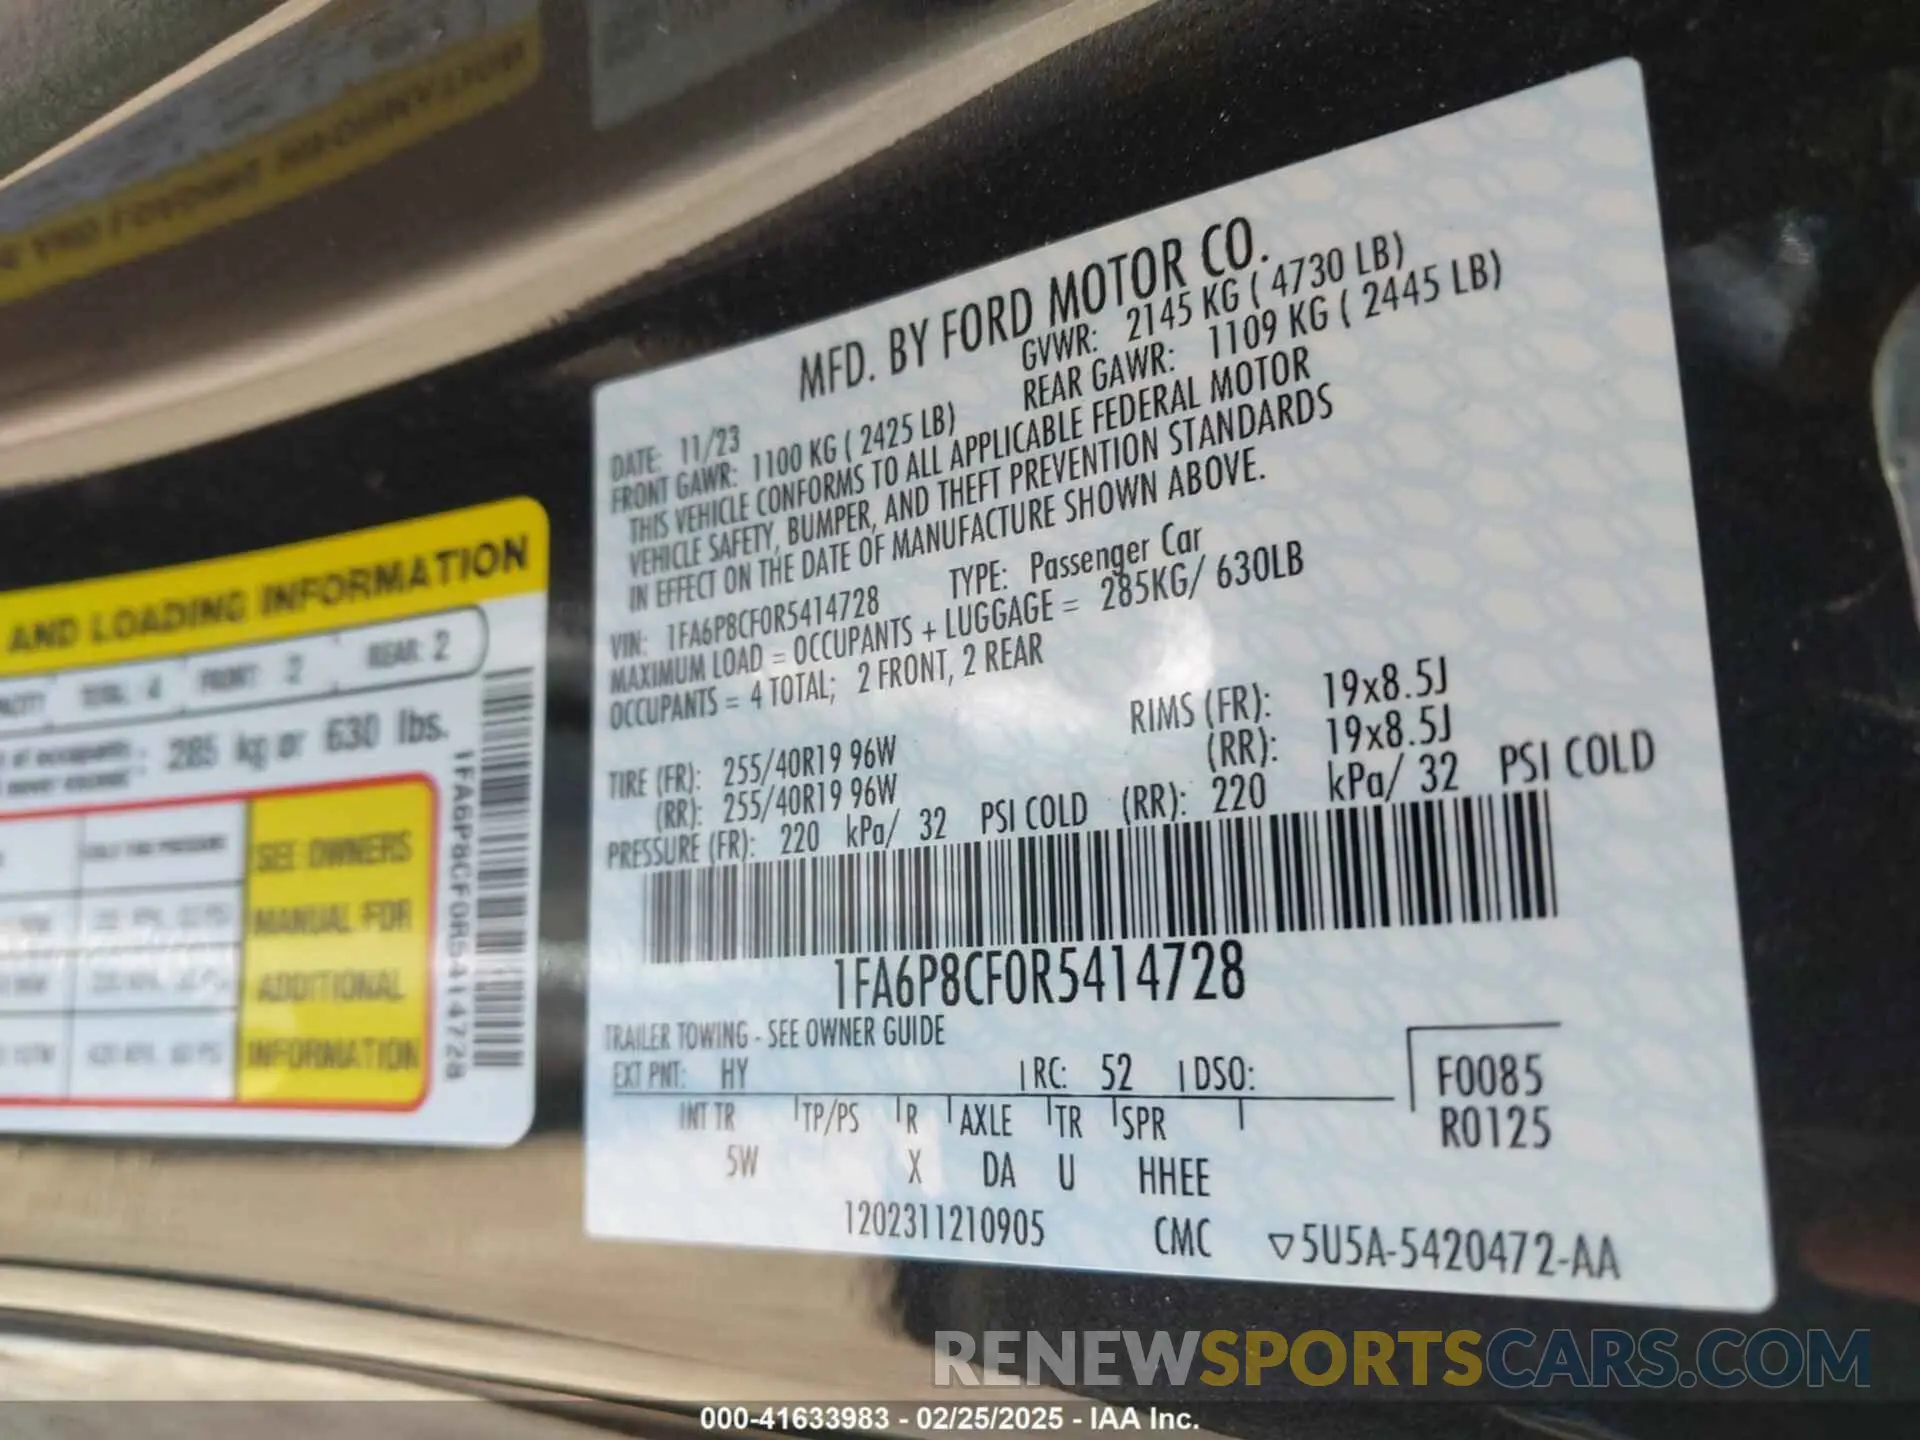 MFD. BY FORD MOTOR CO.
DATE: 11/23 GVWR: 2145 KG ( 4730 LB)
FRONT GAWR: 1100 KG ( 2425 LB) REAR GAWR: 1109 KG ( 2445 LB)
THIS VEHICLE CONFORMS TO ALL APPLICABLE FEDERAL MOTOR
VEHICLE SAFETY, BUMPER, AND THEFT PREVENTION STANDARDS
IN EFFECT ON THE DATE OF MANUFACTURE SHOWN ABOVE.
VIN: 1FA6P8CF0R5414728 TYPE: Passenger Car
MAXIMUM LOAD = OCCUPANTS + LUGGAGE = 285KG/ 630LB
OCCUPANTS = 4 TOTAL; 2 FRONT, 2 REAR
TIRE (FR): 255/40R19 96W RIMS (FR): 19x8.5J
(RR): 255/40R19 96W (RR): 19x8.5J
PRESSURE (FR): 220 kPa/ 32 PSI COLD (RR): 220 kPa/ 32 PSI COLD
1FA6P8CF0R5414728
TRAILER TOWING - SEE OWNER GUIDE
EXT PNT: HY RC: 52 DSO: F0085
R0125
INT TR TP/PS R AXLE TR SPR
5W X DA U HHEE
1202311210905 CMC ▽5U5A-5420472-AA
AND LOADING INFORMATION
TOTAL: 4 FRONT: 2 REAR: 2
of occupants
never exceed 285 kg or 630 lbs.
SEE OWNERS
MANUAL FOR
ADDITIONAL
INFORMATION
1FA6P8CF0R5414728
RENEWSPORTSCARS.COM
000-41633983 - 02/25/2025 - IAA Inc.